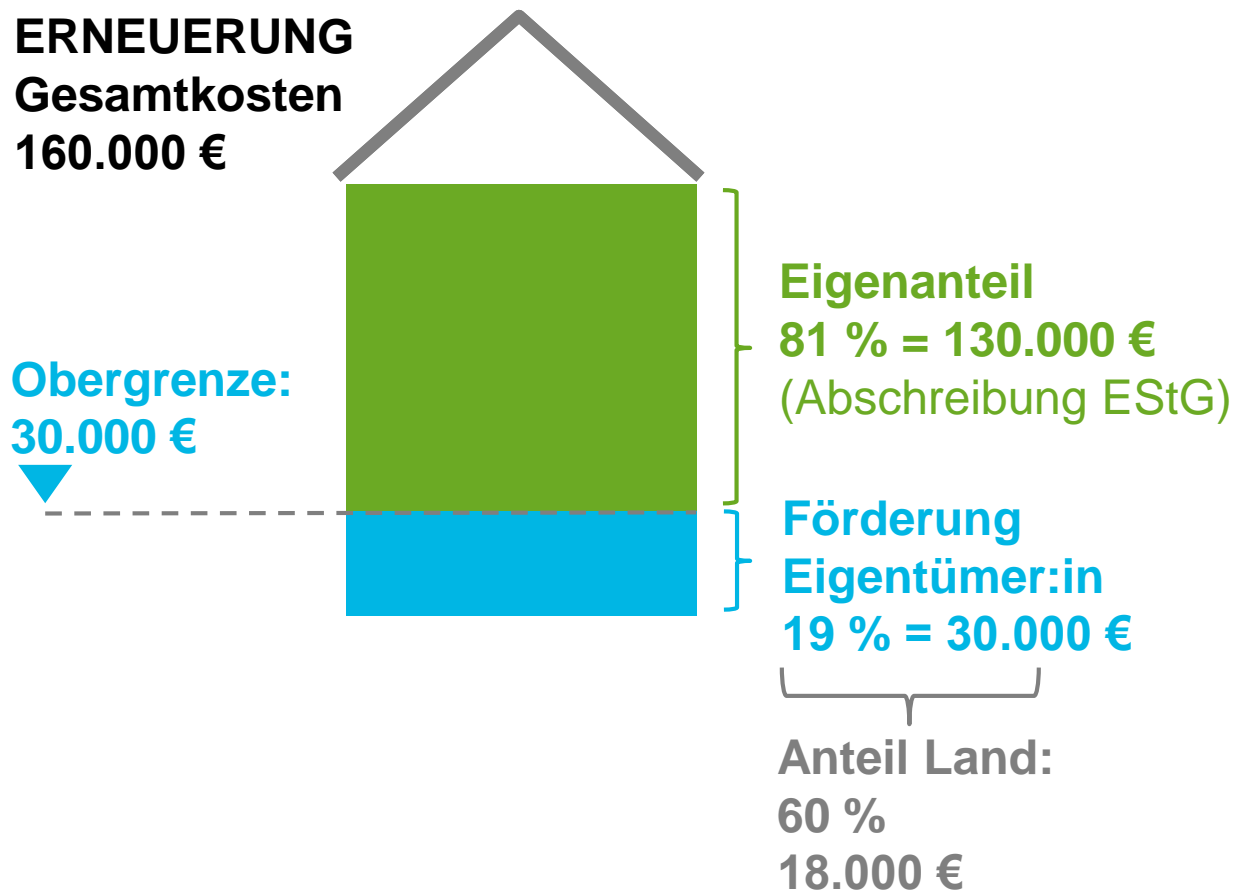 ERNEUERUNG
Gesamtkosten
160.000 €
Eigenanteil
81 % = 130.000 €
(Abschreibung EStG)
Obergrenze:
30.000 €
Förderung
Eigentümer:in
19 % = 30.000 €
Anteil Land:
60 %
18.000 €